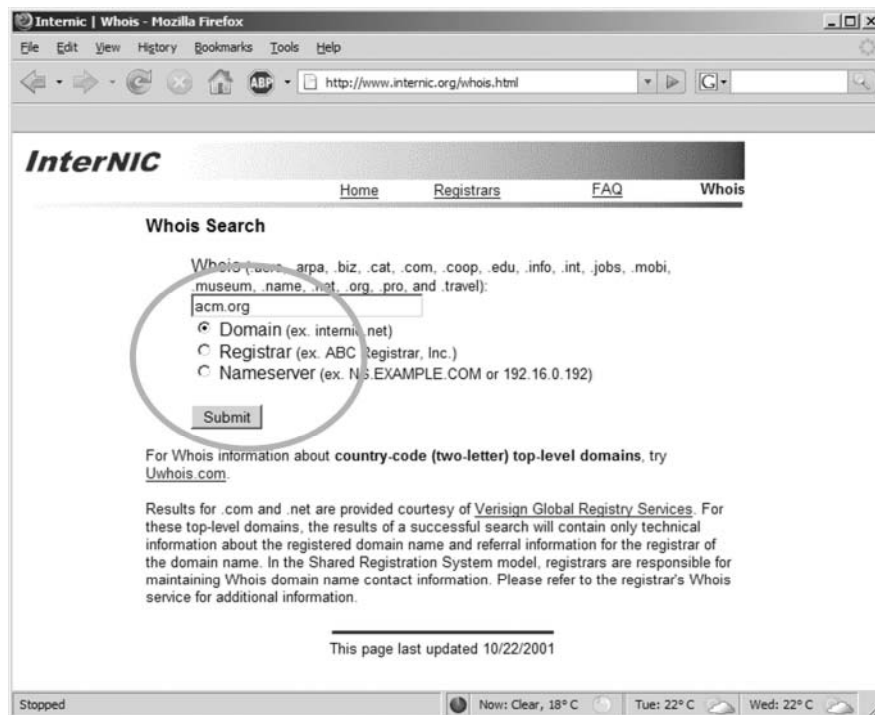 Internic | Whois - Mozilla Firefox
File Edit View History Bookmarks Tools Help
ABP http://www.internic.org/whois.html G
InterNIC
Home Registrars FAQ Whois
Whois Search
Whois (.aero, .arpa, .biz, .cat, .com, .coop, .edu, .info, .int, .jobs, .mobi,
.museum, .name, .net, .org, .pro, and .travel):
acm.org
Domain (ex. internic.net)
Registrar (ex. ABC Registrar, Inc.)
Nameserver (ex. NS.EXAMPLE.COM or 192.16.0.192)
Submit
For Whois information about country-code (two-letter) top-level domains, try
Uwhois.com.
Results for .com and .net are provided courtesy of Verisign Global Registry Services. For
these top-level domains, the results of a successful search will contain only technical
information about the registered domain name and referral information for the registrar of
the domain name. In the Shared Registration System model, registrars are responsible for
maintaining Whois domain name contact information. Please refer to the registrar's Whois
service for additional information.
This page last updated 10/22/2001
Stopped Now: Clear, 18° C Tue: 22° C Wed: 22° C